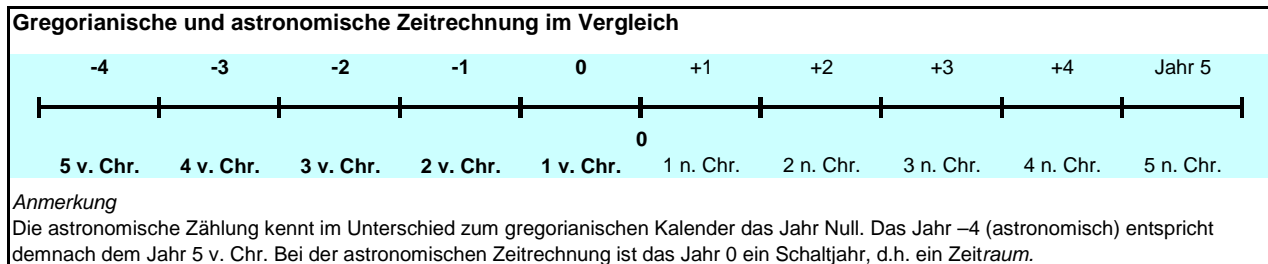 Gregorianische und astronomische Zeitrechnung im Vergleich
-4 -3 -2 -1 0 +1 +2 +3 +4 Jahr 5
0
5 v. Chr. 4 v. Chr. 3 v. Chr. 2 v. Chr. 1 v. Chr. 1 n. Chr. 2 n. Chr. 3 n. Chr. 4 n. Chr. 5 n. Chr.
Anmerkung
Die astronomische Zählung kennt im Unterschied zum gregorianischen Kalender das Jahr Null. Das Jahr –4 (astronomisch) entspricht
demnach dem Jahr 5 v. Chr. Bei der astronomischen Zeitrechnung ist das Jahr 0 ein Schaltjahr, d.h. ein Zeitraum.